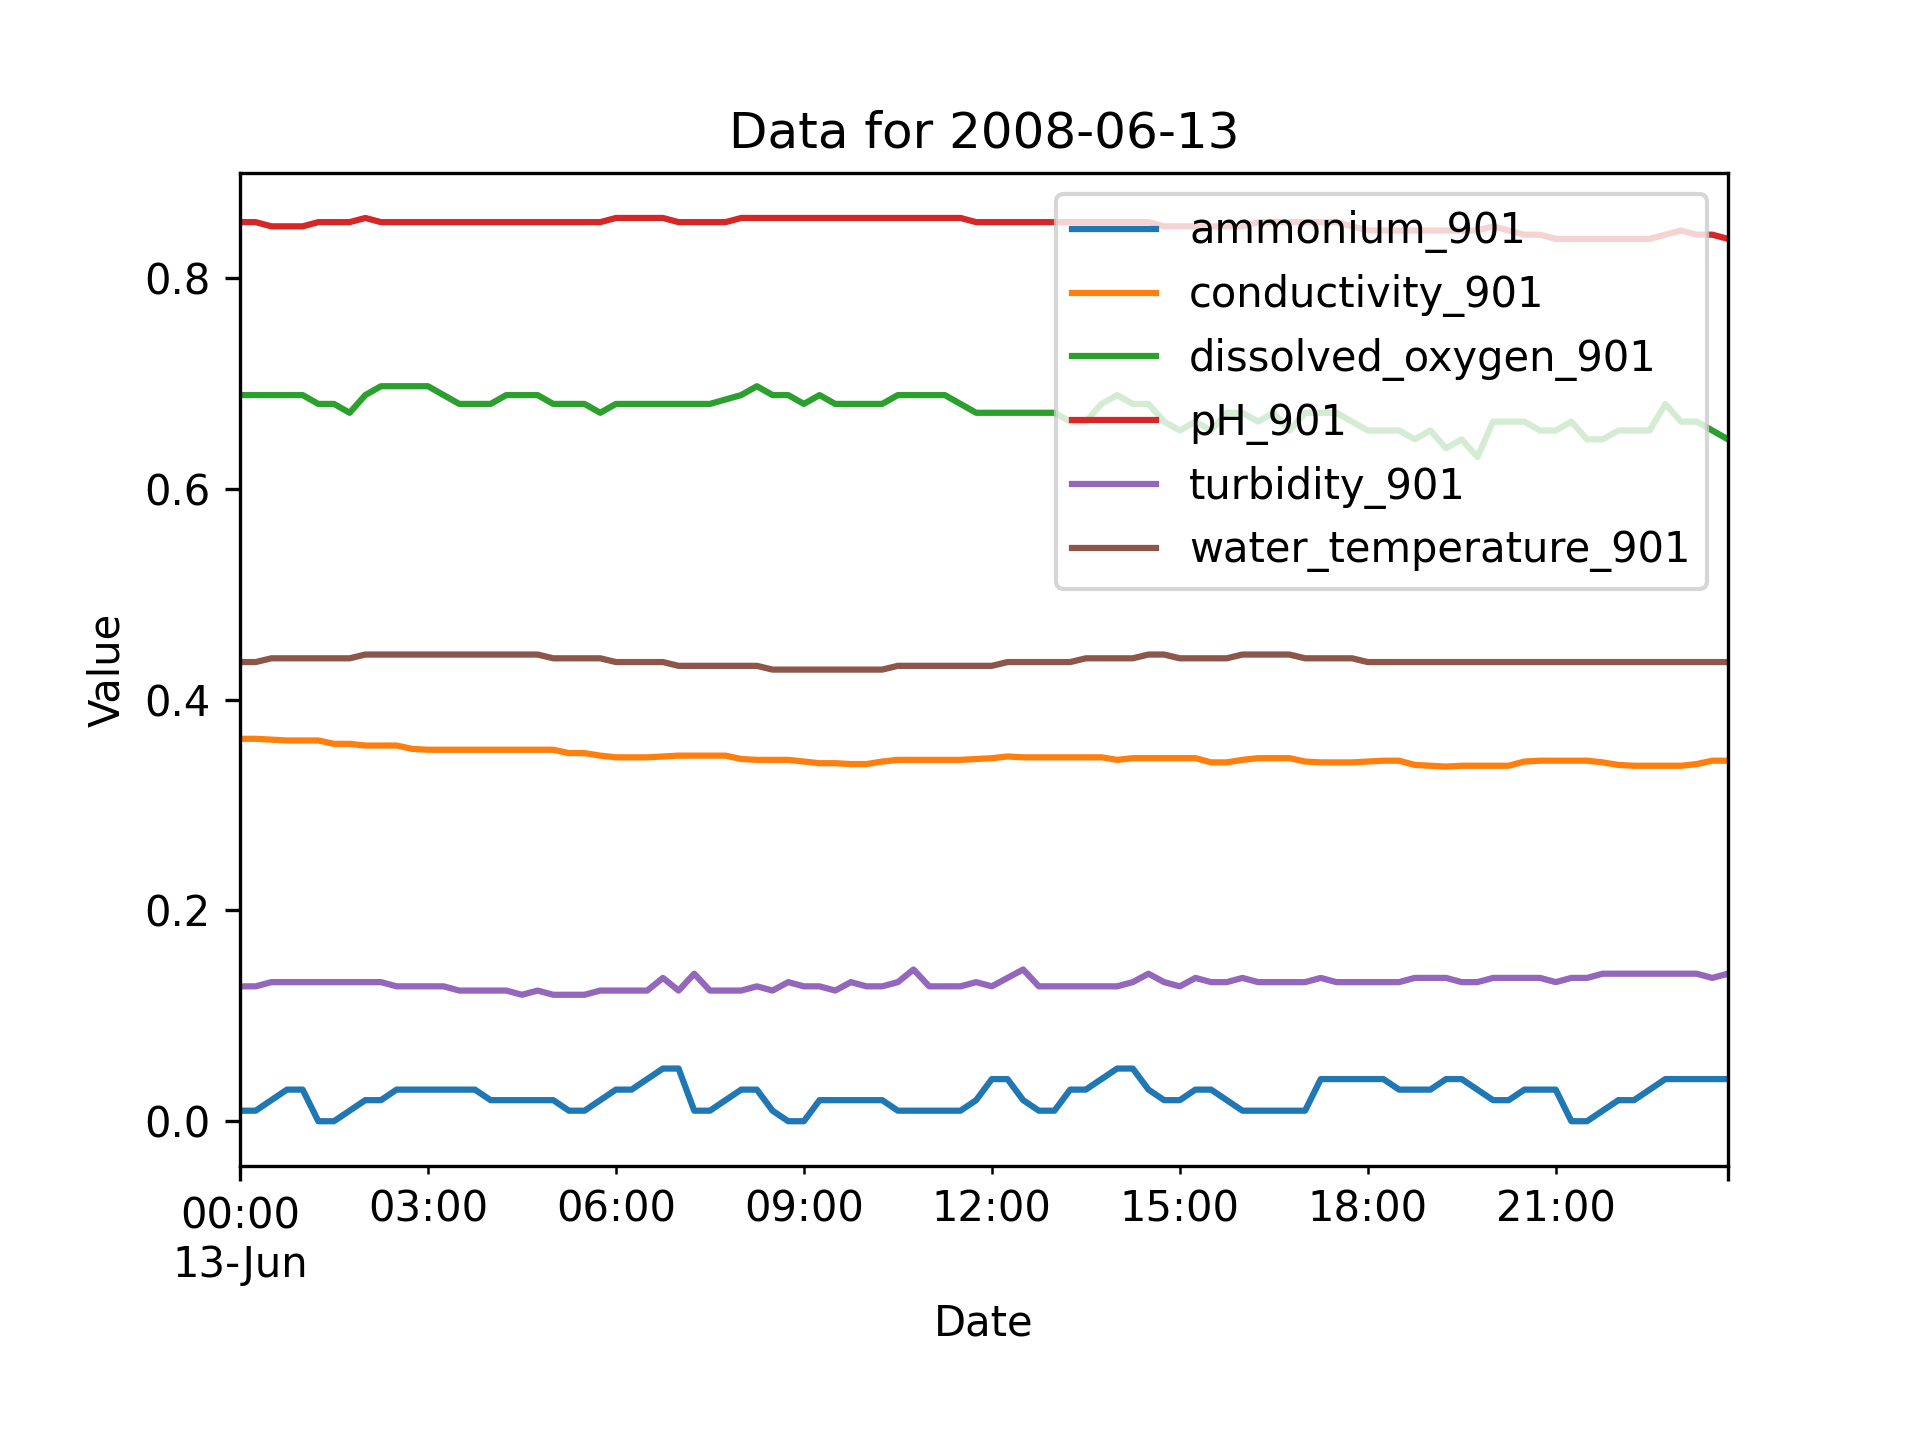 Data for 2008-06-13
ammonium_901
conductivity_901
dissolved_oxygen_901
pH_901
turbidity_901
water_temperature_901
Value
0.8
0.6
0.4
0.2
0.0
00:00 03:00 06:00 09:00 12:00 15:00 18:00 21:00
13-Jun
Date